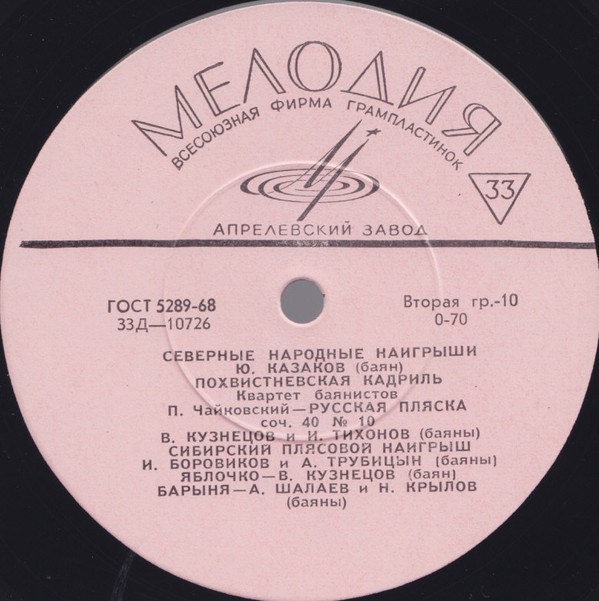 МЕЛОДИЯ
ВСЕСОЮЗНАЯ ФИРМА ГРАМПЛАСТИНОК
33
АПРЕЛЕВСКИЙ ЗАВОД
ГОСТ 5289-68
Вторая гр.-10
33Д—10726
0-70
СЕВЕРНЫЕ НАРОДНЫЕ НАИГРЫШИ
Ю. КАЗАКОВ (баян)
ПОХВИСТНЕВСКАЯ КАДРИЛЬ
Квартет баянистов
П. Чайковский—РУССКАЯ ПЛЯСКА
соч. 40 № 10
В. КУЗНЕЦОВ и И. ТИХОНОВ (баяны)
СИБИРСКИЙ ПЛЯСОВОЙ НАИГРЫШ
И. БОРОВИКОВ и А. ТРУБИЦЫН (баяны)
ЯБЛОЧКО—В. КУЗНЕЦОВ (баян)
БАРЫНЯ—А. ШАЛАЕВ и Н. КРЫЛОВ
(баяны)